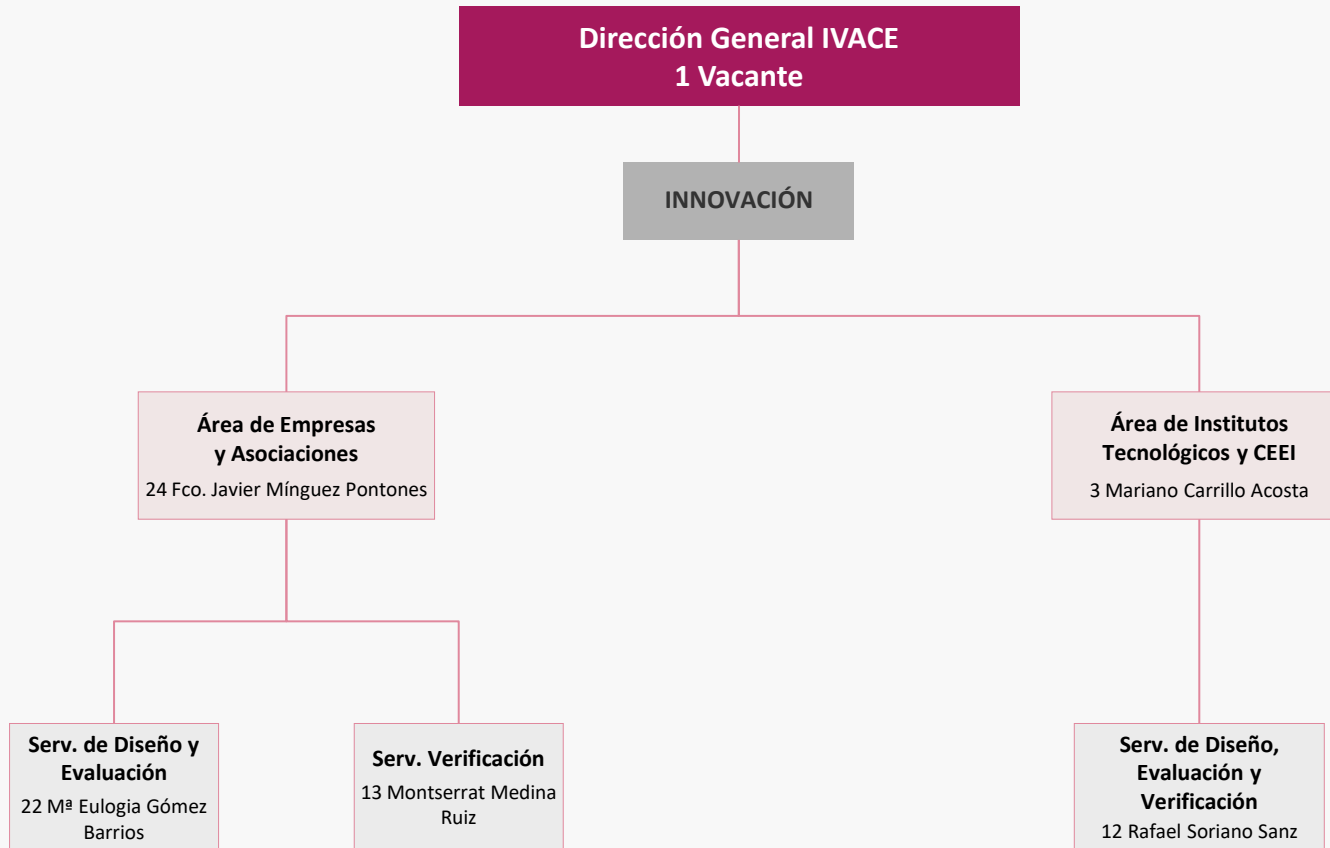 Dirección General IVACE
1 Vacante
INNOVACIÓN
Área de Empresas
y Asociaciones
24 Fco. Javier Mínguez Pontones
Área de Institutos
Tecnológicos y CEEI
3 Mariano Carrillo Acosta
Serv. de Diseño y
Evaluación
22 Mª Eulogia Gómez
Barrios
Serv. Verificación
13 Montserrat Medina
Ruiz
Serv. de Diseño,
Evaluación y
Verificación
12 Rafael Soriano Sanz